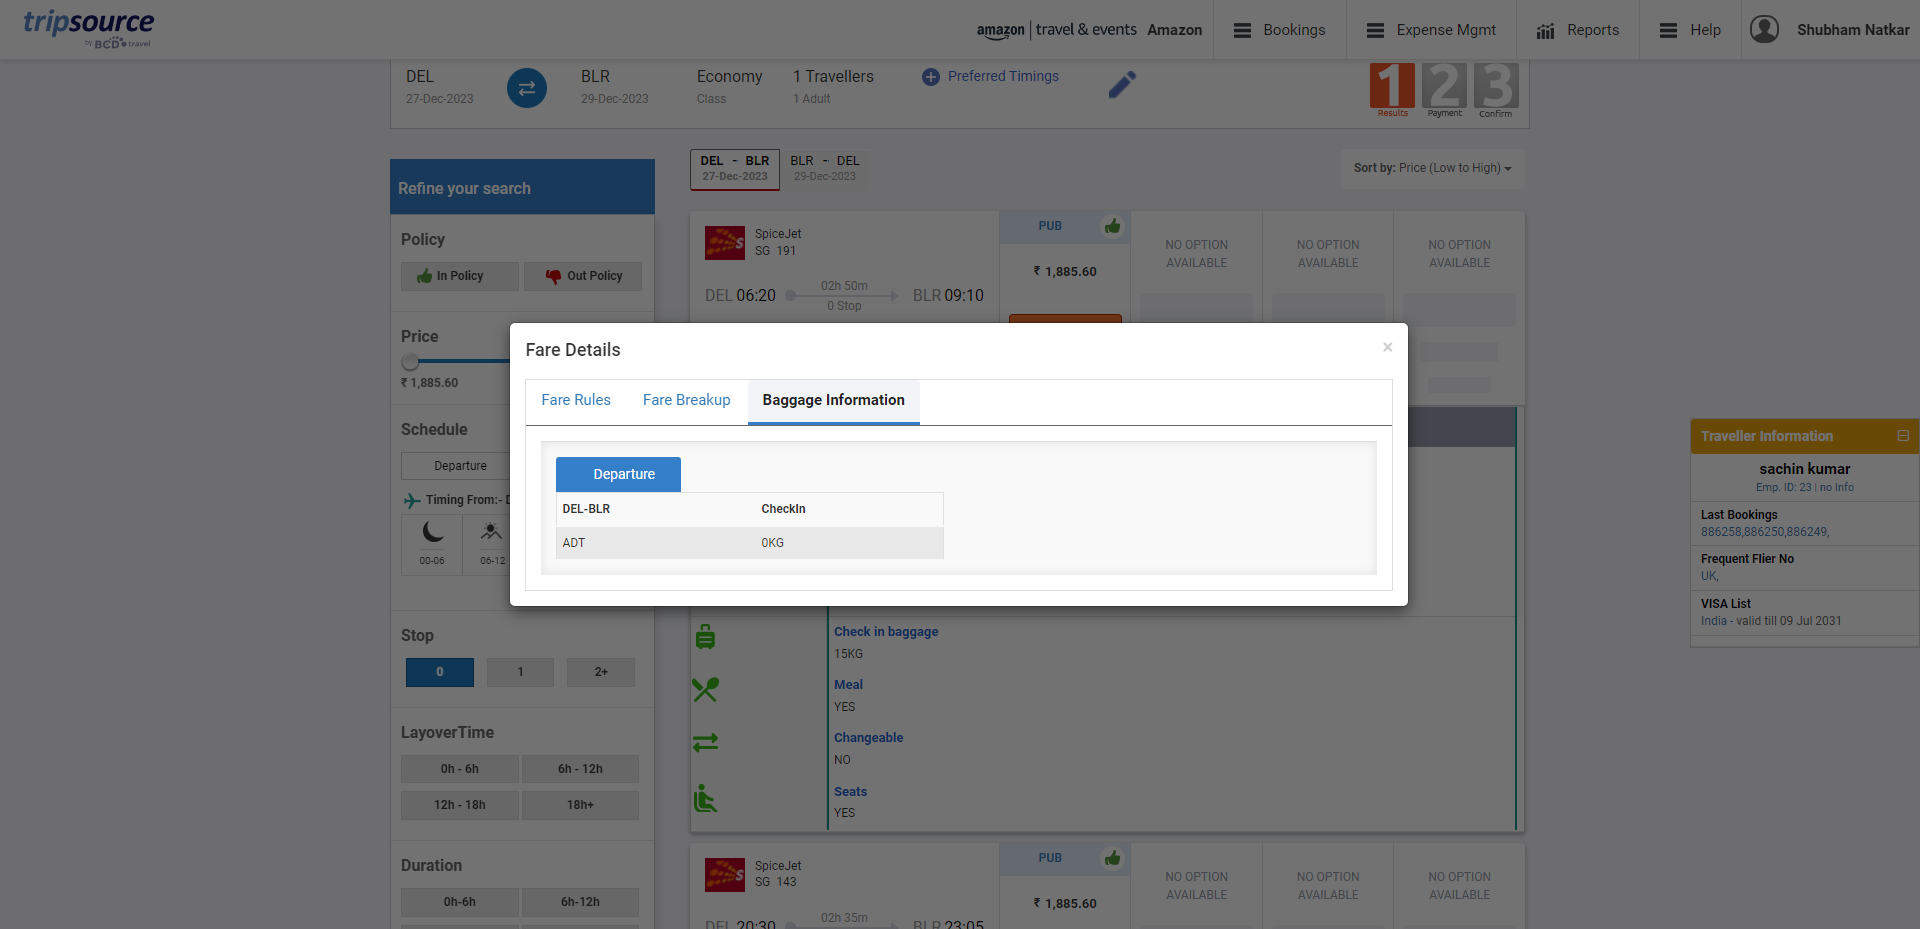 tripsource
by BCD travel
amazon | travel & events Amazon
Bookings
Expense Mgmt
Reports
Help
Shubham Natkar
DEL
27-Dec-2023
BLR
29-Dec-2023
Economy
Class
1 Travellers
1 Adult
Preferred Timings
1
Results
2
Payment
3
Confirm
Refine your search
Policy
In Policy
Out Policy
Price
₹ 1,885.60
Schedule
Departure
Timing From:- D
00-06
06-12
Stop
0
1
2+
LayoverTime
0h - 6h
6h - 12h
12h - 18h
18h+
Duration
0h-6h
6h-12h
DEL - BLR
27-Dec-2023
BLR - DEL
29-Dec-2023
Sort by: Price (Low to High)
SpiceJet
SG 191
DEL 06:20
02h 50m
0 Stop
BLR 09:10
PUB
₹ 1,885.60
NO OPTION
AVAILABLE
NO OPTION
AVAILABLE
NO OPTION
AVAILABLE
Fare Details
×
Fare Rules
Fare Breakup
Baggage Information
Departure
DEL-BLR
CheckIn
ADT
0KG
Check in baggage
15KG
Meal
YES
Changeable
NO
Seats
YES
SpiceJet
SG 143
DEL 20:30
02h 35m
BLR 23:05
PUB
₹ 1,885.60
NO OPTION
AVAILABLE
NO OPTION
AVAILABLE
NO OPTION
AVAILABLE
Traveller Information
sachin kumar
Emp. ID: 23 | no Info
Last Bookings
886258,886250,886249,
Frequent Flier No
UK,
VISA List
India - valid till 09 Jul 2031